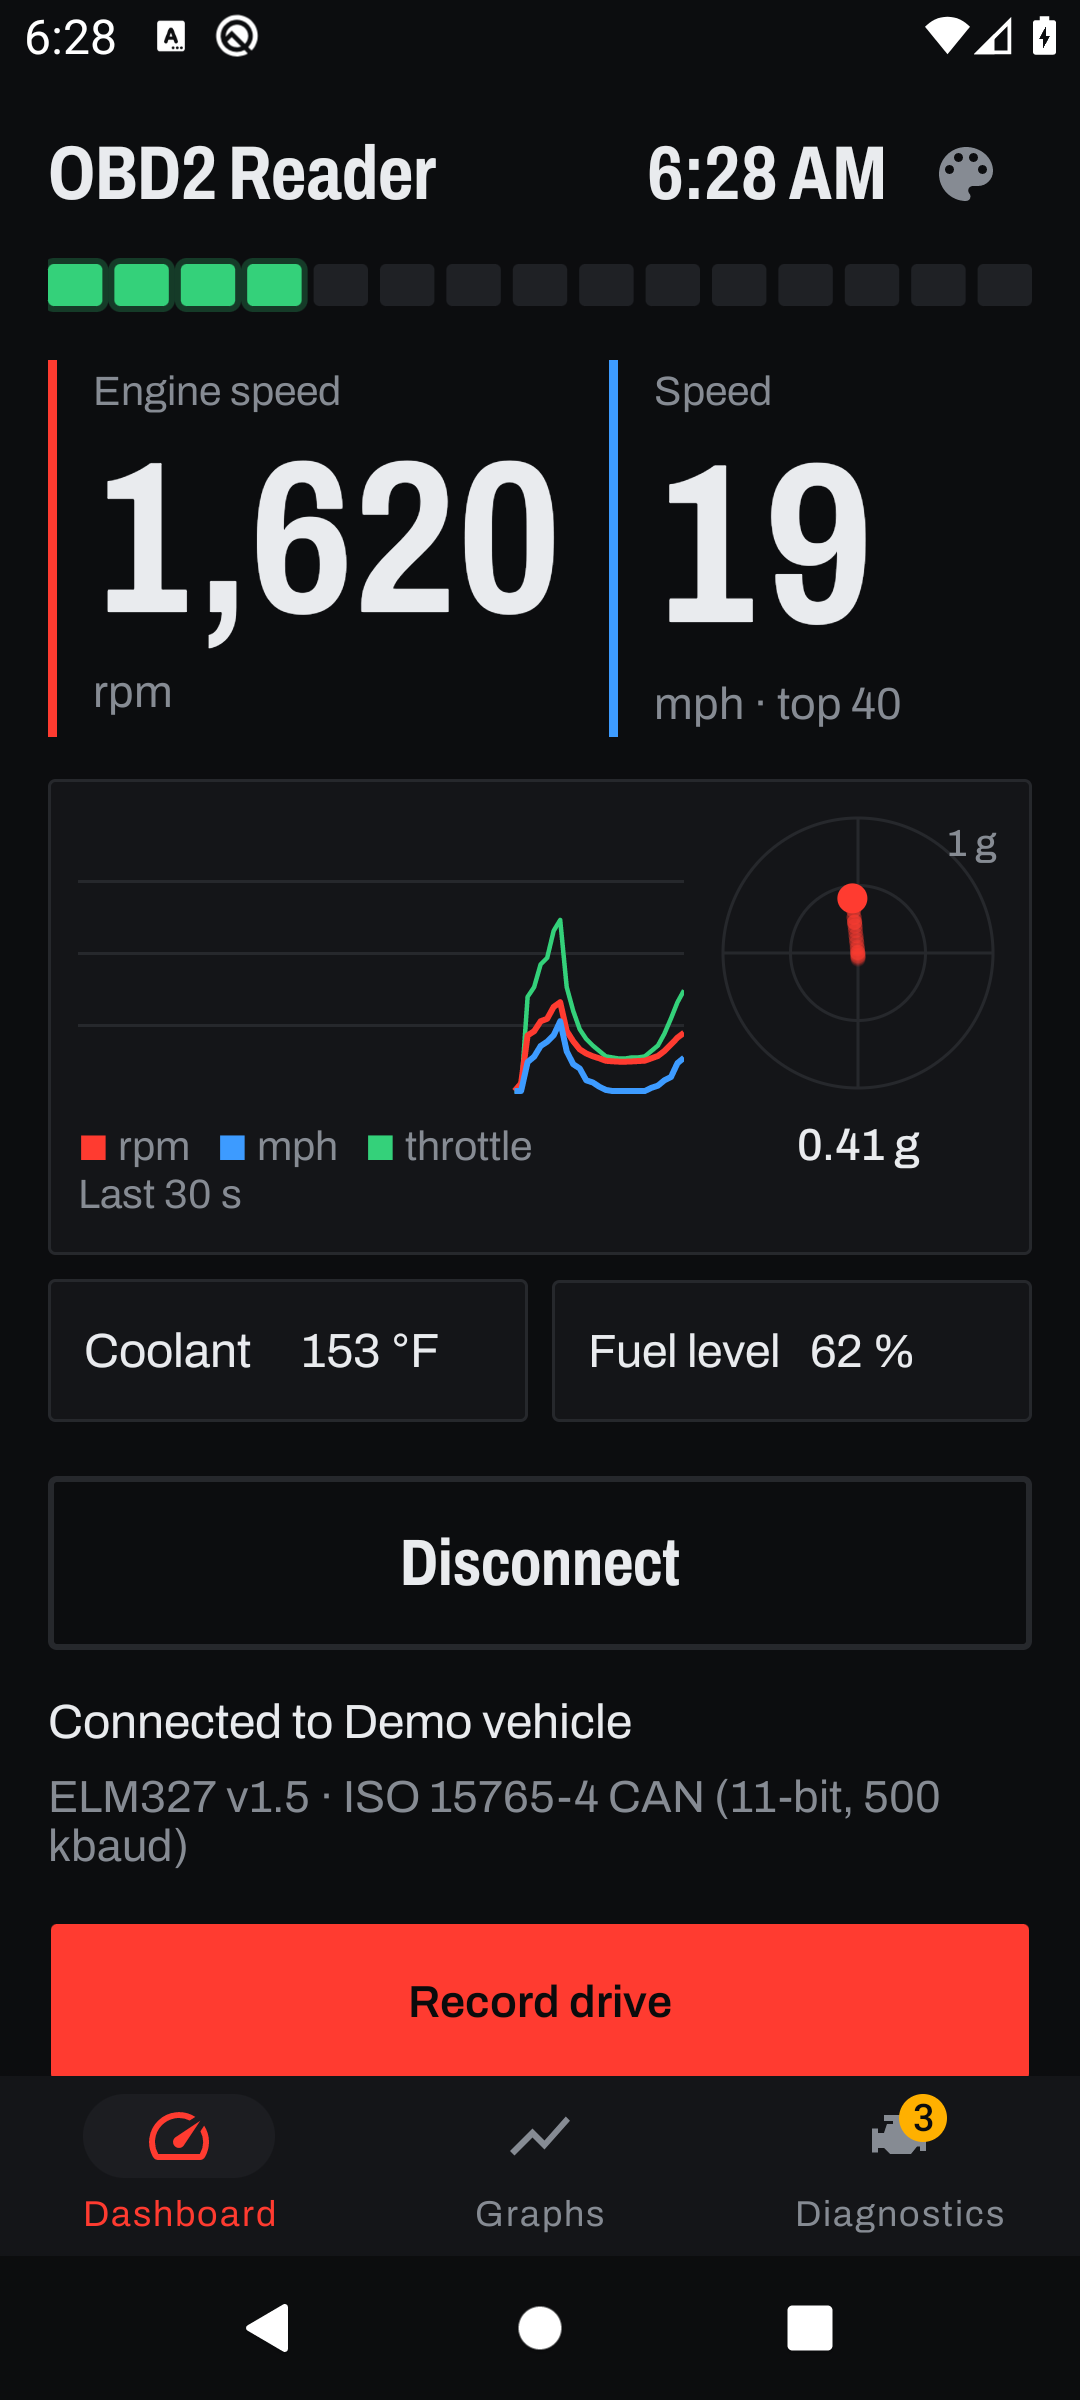 6:28
OBD2 Reader 6:28 AM
Engine speed Speed
1,620 19
rpm mph · top 40
1 g
rpm mph throttle 0.41 g
Last 30 s
Coolant 153 °F Fuel level 62 %
Disconnect
Connected to Demo vehicle
ELM327 v1.5 · ISO 15765-4 CAN (11-bit, 500
kbaud)
Record drive
3
Dashboard Graphs Diagnostics